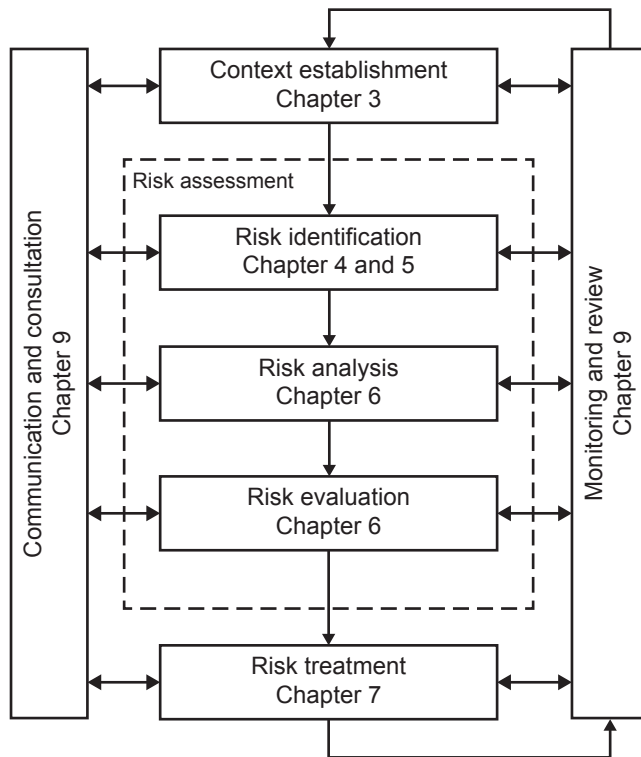 Context establishment
Chapter 3
Risk assessment
Risk identification
Chapter 4 and 5
Risk analysis
Chapter 6
Risk evaluation
Chapter 6
Risk treatment
Chapter 7
Communication and consultation
Chapter 9
Monitoring and review
Chapter 9